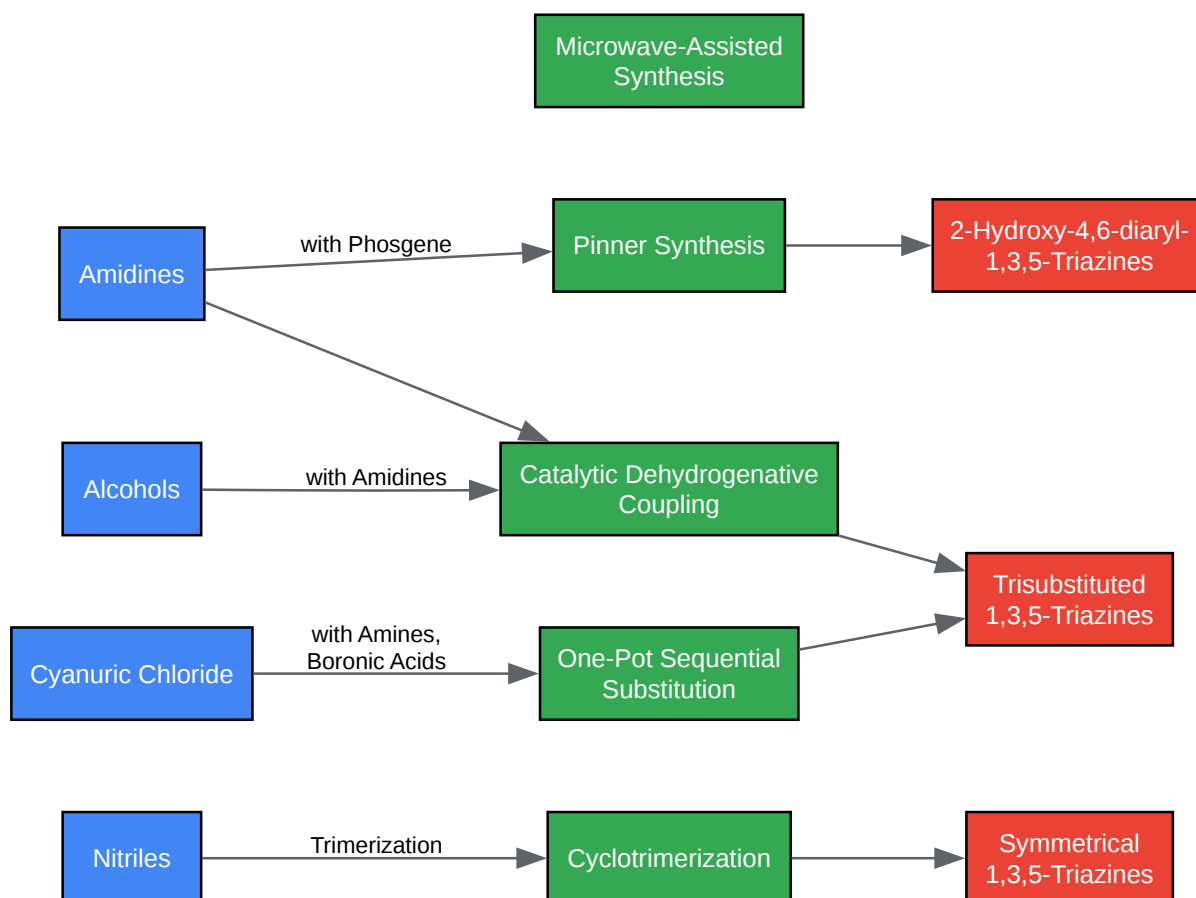 Microwave-Assisted
Synthesis
Amidines
with Phosgene
Pinner Synthesis
2-Hydroxy-4,6-diaryl-
1,3,5-Triazines
Alcohols
with Amidines
Catalytic Dehydrogenative
Coupling
Trisubstituted
1,3,5-Triazines
Cyanuric Chloride
with Amines,
Boronic Acids
One-Pot Sequential
Substitution
Nitriles
Trimerization
Cyclotrimerization
Symmetrical
1,3,5-Triazines